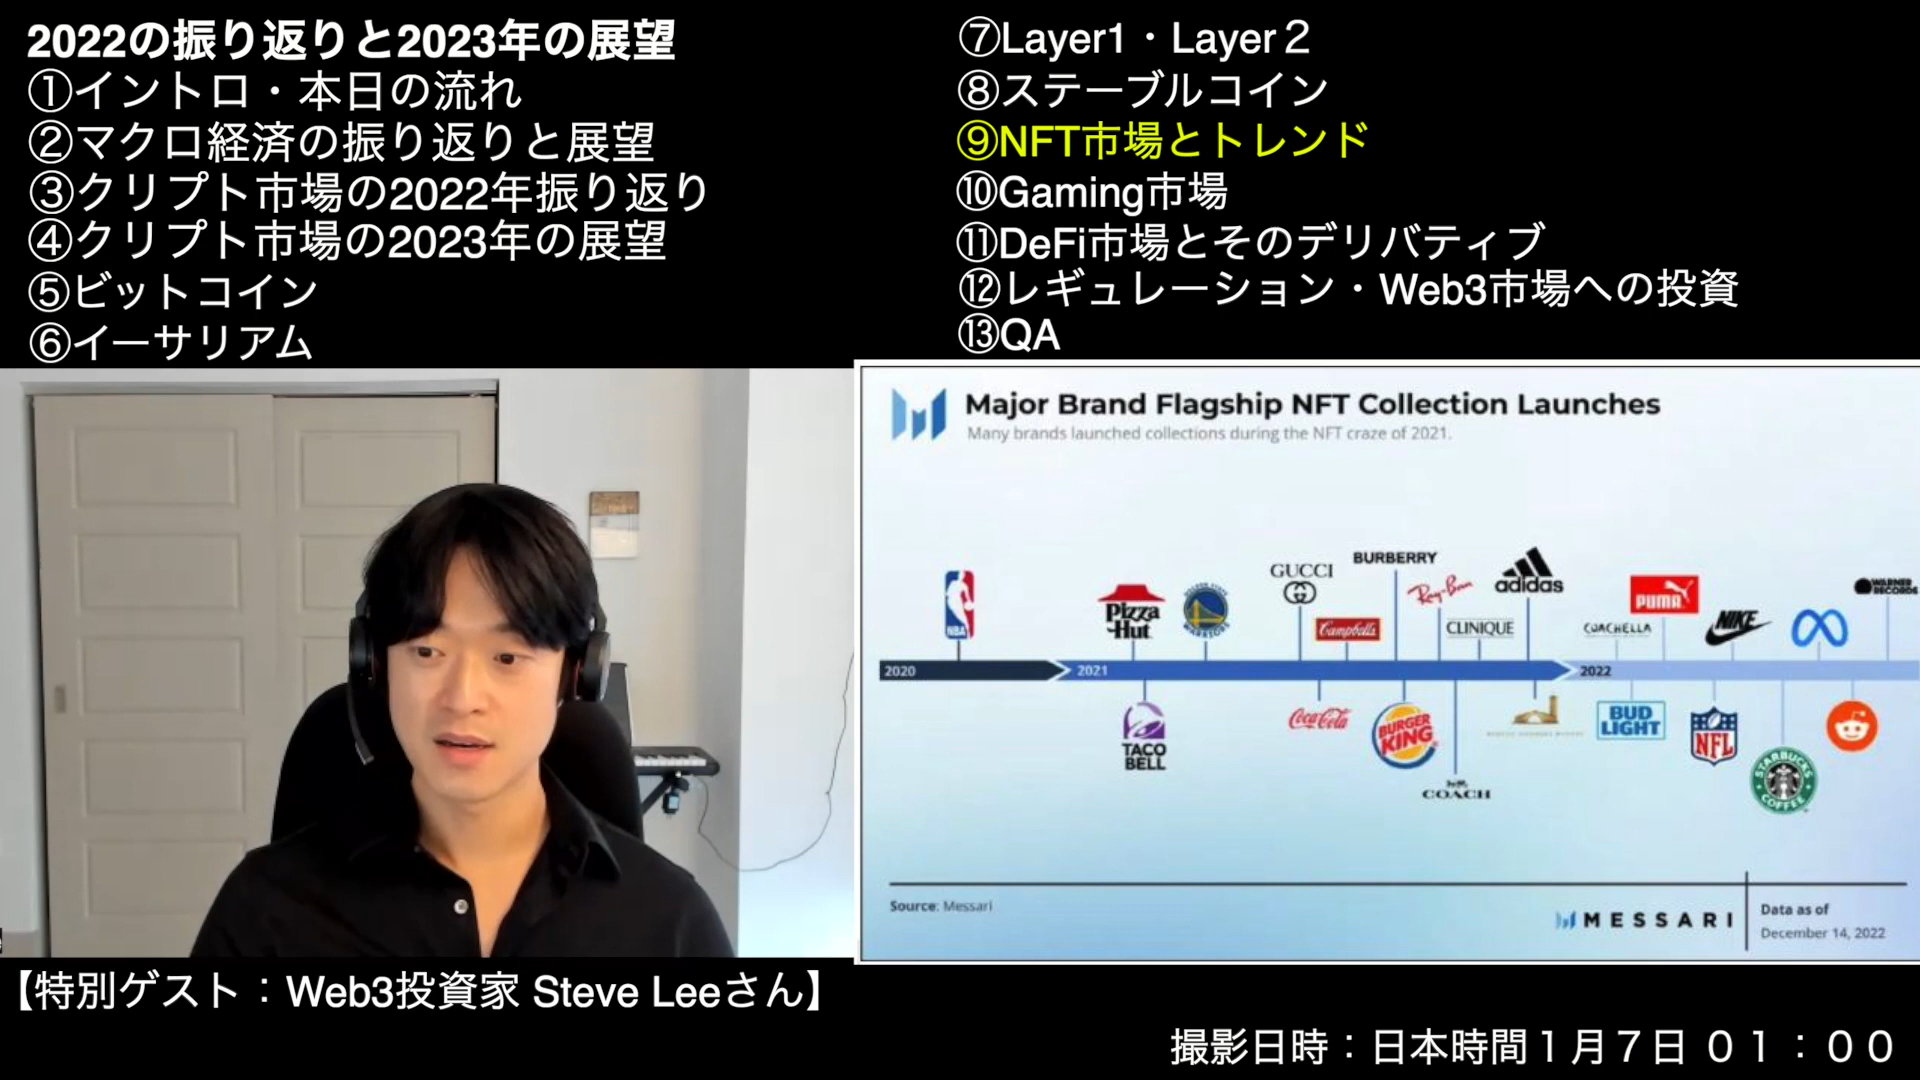 2022の振り返りと2023年の展望
①イントロ・本日の流れ
②マクロ経済の振り返りと展望
③クリプト市場の2022年振り返り
④クリプト市場の2023年の展望
⑤ビットコイン
⑥イーサリアム
⑦Layer1・Layer２
⑧ステーブルコイン
⑨NFT市場とトレンド
⑩Gaming市場
⑪DeFi市場とそのデリバティブ
⑫レギュレーション・Web3市場への投資
⑬QA
Major Brand Flagship NFT Collection Launches
Many brands launched collections during the NFT craze of 2021.
NBA
Pizza Hut
WARRIORS
GUCCI
Campbell's
BURBERRY
Ray-Ban
CLINIQUE
adidas
COACHELLA
PUMA
NIKE
WARNER RECORDS
2020
2021
2022
TACO BELL
Coca-Cola
BURGER KING
COACH
BUD LIGHT
NFL
STARBUCKS COFFEE
Source: Messari
MESSARI
Data as of
December 14, 2022
【特別ゲスト：Web3投資家 Steve Leeさん】
撮影日時：日本時間１月７日 ０１：００